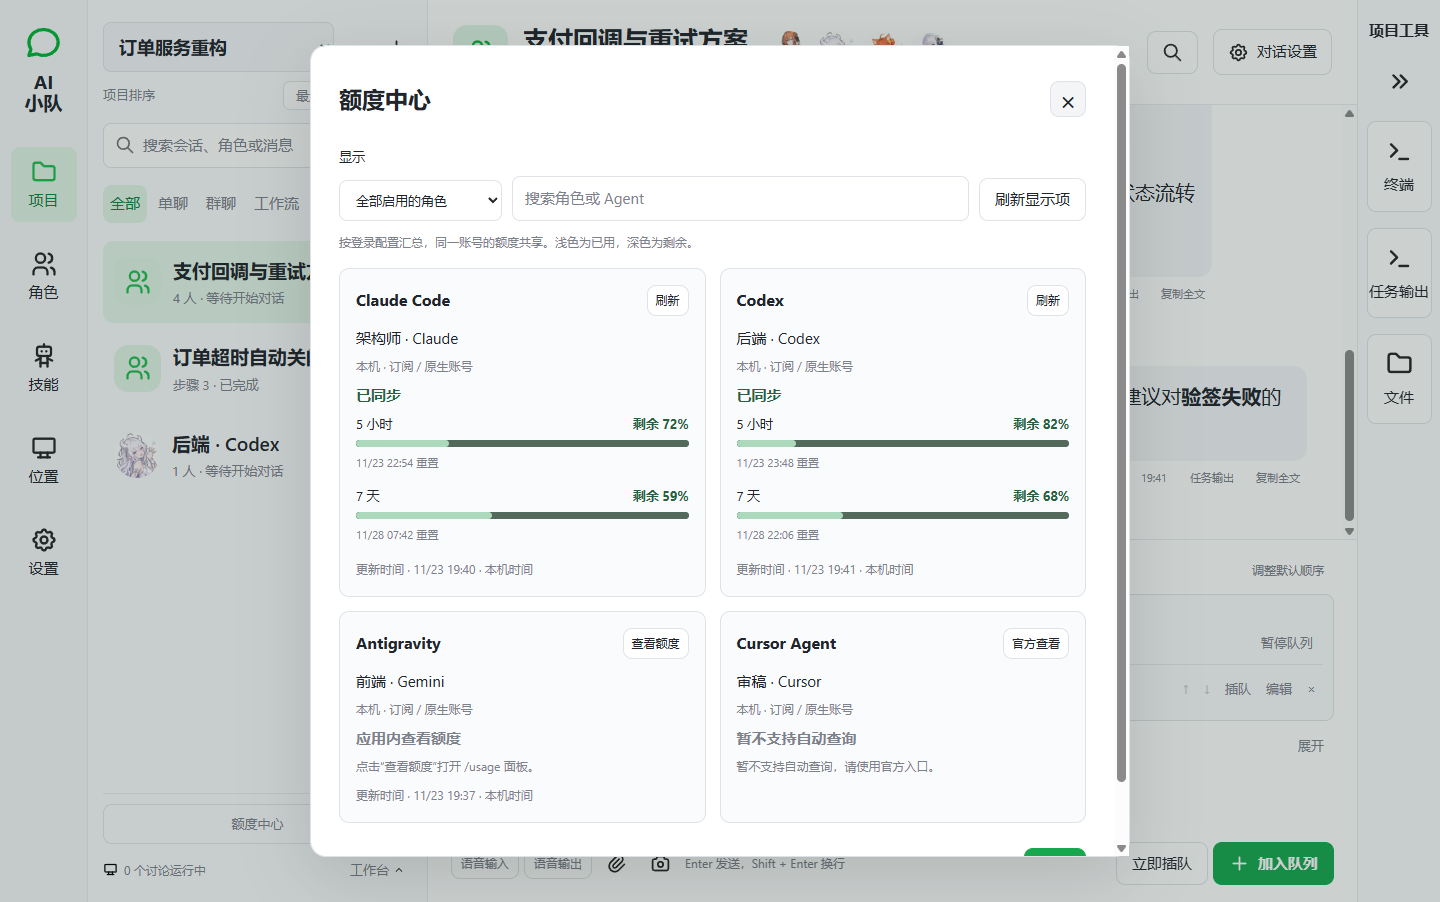 AI
小队
项目
角色
技能
位置
设置
订单服务重构
项目排序
最
搜索会话、角色或消息
全部 单聊 群聊 工作流
支付回调与重试方
4 人 · 等待开始对话
订单超时自动关
步骤 3 · 已完成
后端 · Codex
1 人 · 等待开始对话
额度中心
0 个讨论运行中
工作台
支付回调与重试方案
对话设置
额度中心
×
显示
全部启用的角色
搜索角色或 Agent
刷新显示项
按登录配置汇总，同一账号的额度共享。浅色为已用，深色为剩余。
Claude Code
刷新
架构师 · Claude
本机 · 订阅 / 原生账号
已同步
5 小时
剩余 72%
11/23 22:54 重置
7 天
剩余 59%
11/28 07:42 重置
更新时间 · 11/23 19:40 · 本机时间
Codex
刷新
后端 · Codex
本机 · 订阅 / 原生账号
已同步
5 小时
剩余 82%
11/23 23:48 重置
7 天
剩余 68%
11/28 22:06 重置
更新时间 · 11/23 19:41 · 本机时间
Antigravity
查看额度
前端 · Gemini
本机 · 订阅 / 原生账号
应用内查看额度
点击“查看额度”打开 /usage 面板。
更新时间 · 11/23 19:37 · 本机时间
Cursor Agent
官方查看
审稿 · Cursor
本机 · 订阅 / 原生账号
暂不支持自动查询
暂不支持自动查询，请使用官方入口。
状态流转
出 复制全文
建议对验签失败的
19:41 任务输出 复制全文
调整默认顺序
暂停队列
↑ ↓ 插队 编辑 ×
展开
语音输入 语音输出 Enter 发送，Shift + Enter 换行
立即插队
加入队列
项目工具
终端
任务输出
文件